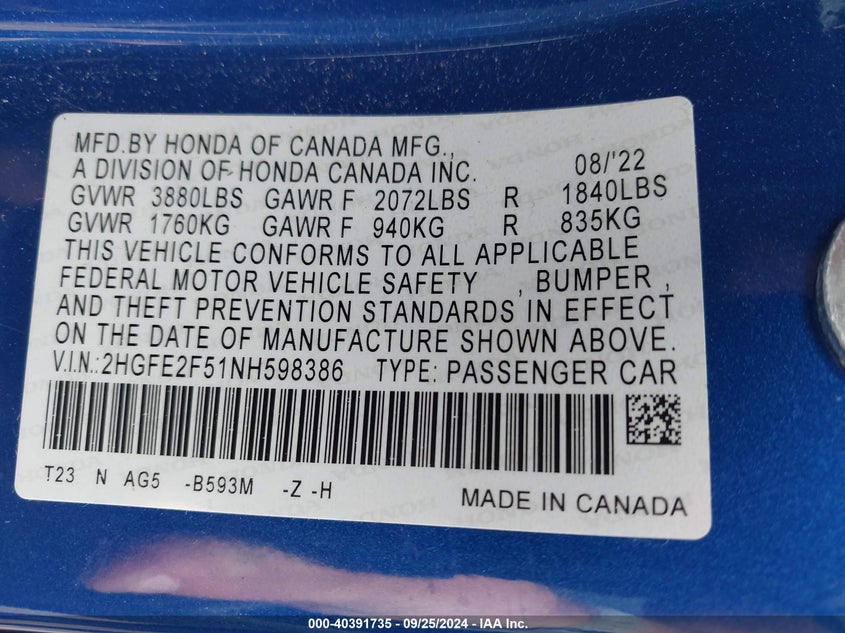 MFD.BY HONDA OF CANADA MFG.,
A DIVISION OF HONDA CANADA INC. 08/'22
GVWR 3880LBS GAWR F 2072LBS R 1840LBS
GVWR 1760KG GAWR F 940KG R 835KG
THIS VEHICLE CONFORMS TO ALL APPLICABLE
FEDERAL MOTOR VEHICLE SAFETY , BUMPER ,
AND THEFT PREVENTION STANDARDS IN EFFECT
ON THE DATE OF MANUFACTURE SHOWN ABOVE.
V.I.N.:2HGFE2F51NH598386 TYPE: PASSENGER CAR
T23 N AG5 -B593M -Z -H
MADE IN CANADA
000-40391735 - 09/25/2024 - IAA Inc.